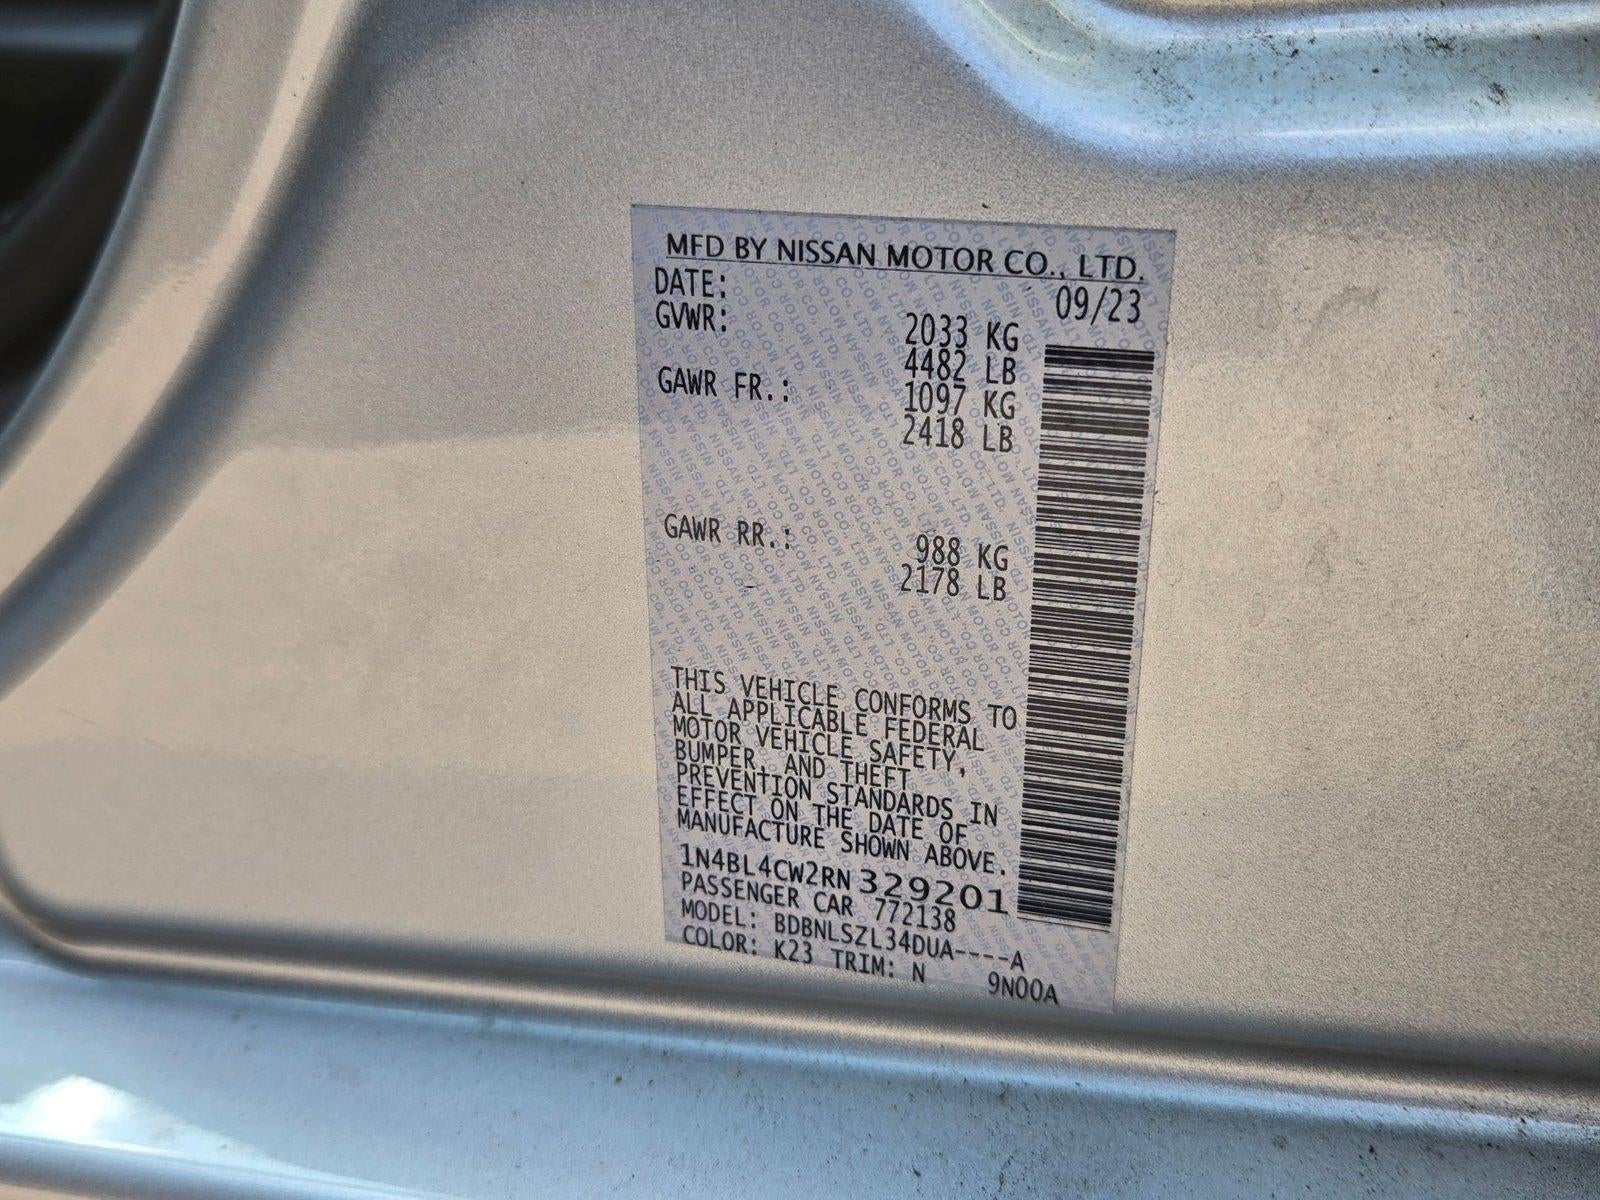 MFD BY NISSAN MOTOR CO., LTD.
DATE: 09/23
GVWR: 2033 KG
4482 LB
GAWR FR.: 1097 KG
2418 LB
GAWR RR.: 988 KG
2178 LB
THIS VEHICLE CONFORMS TO
ALL APPLICABLE FEDERAL
MOTOR VEHICLE SAFETY,
BUMPER, AND THEFT
PREVENTION STANDARDS IN
EFFECT ON THE DATE OF
MANUFACTURE SHOWN ABOVE.
1N4BL4CW2RN329201
PASSENGER CAR 772138
MODEL: BDBNLSZL34DUA----A
COLOR: K23 TRIM: N 9N00A